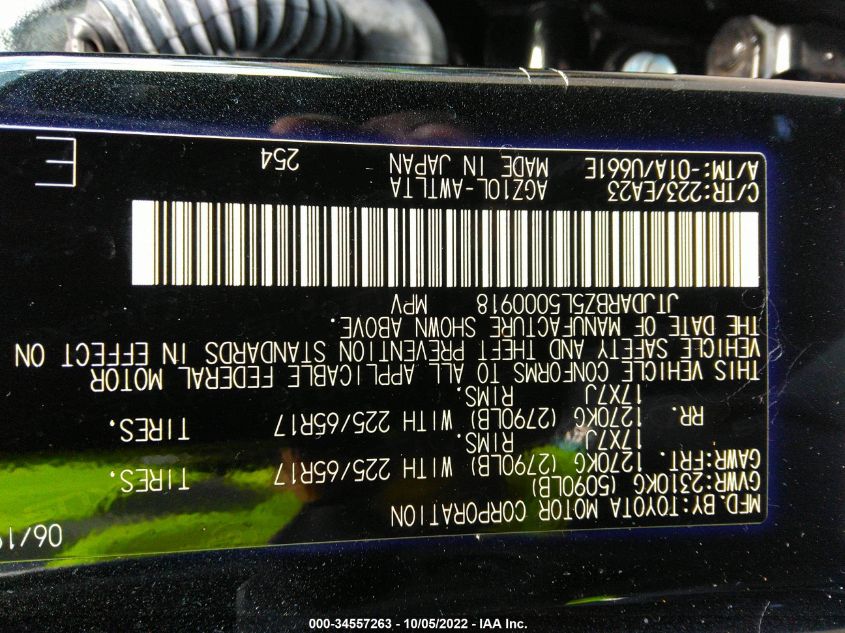 MFD.BY:TOYOTA MOTOR CORPORATION 06/19
GVWR:2310KG (5090LB)
GAWR:FRT. 1270KG (2790LB) WITH 225/65R17 TIRES.
17X7J RIMS.
RR. 1270KG (2790LB) WITH 225/65R17 TIRES.
17X7J RIMS.
THIS VEHICLE CONFORMS TO ALL APPLICABLE FEDERAL MOTOR
VEHICLE SAFETY AND THEFT PREVENTION STANDARDS IN EFFECT ON
THE DATE OF MANUFACTURE SHOWN ABOVE.
JTJDARBZ5L5000918 MPV
C/TR:223/EA23 AGZ10L-AWTLTA
A/TM:-01A/U661E MADE IN JAPAN 254 E
000-34557263 - 10/05/2022 - IAA Inc.